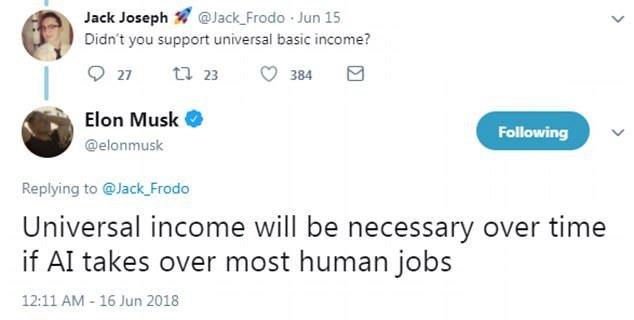 Jack Joseph 🚀 @Jack_Frodo · Jun 15
Didn't you support universal basic income?
27 23 384
Elon Musk
@elonmusk
Following
Replying to @Jack_Frodo
Universal income will be necessary over time
if AI takes over most human jobs
12:11 AM - 16 Jun 2018